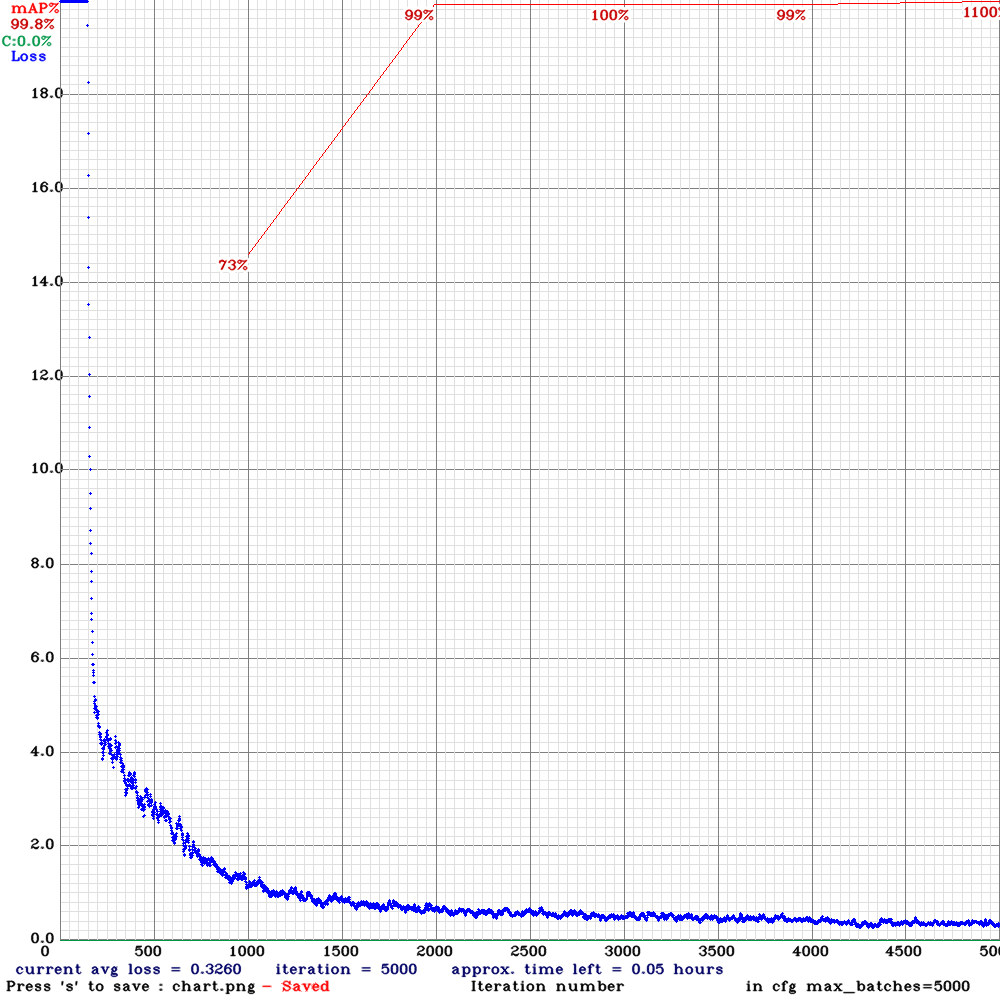 mAP%
99.8%
C:0.0%
Loss
99%
100%
99%
1100%
73%
18.0
16.0
14.0
12.0
10.0
8.0
6.0
4.0
2.0
0.0
0 500 1000 1500 2000 2500 3000 3500 4000 4500 500
current avg loss = 0.3260 iteration = 5000 approx. time left = 0.05 hours
Press 's' to save : chart.png - Saved Iteration number in cfg max_batches=5000